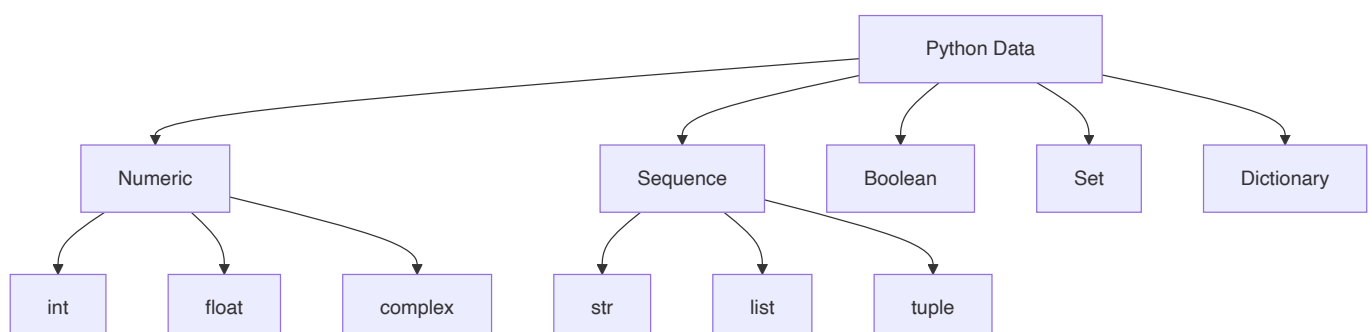 Python Data
Numeric
Sequence
Boolean
Set
Dictionary
int
float
complex
str
list
tuple